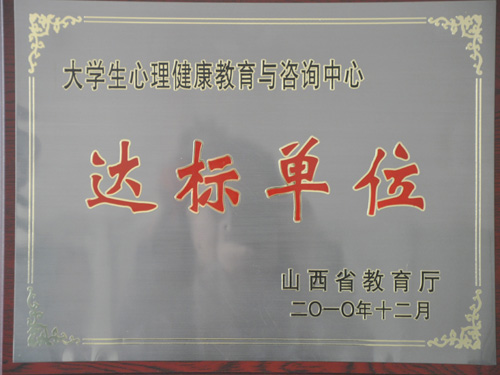 大学生心理健康教育与咨询中心
达标单位
山西省教育厅
二〇一〇年十二月